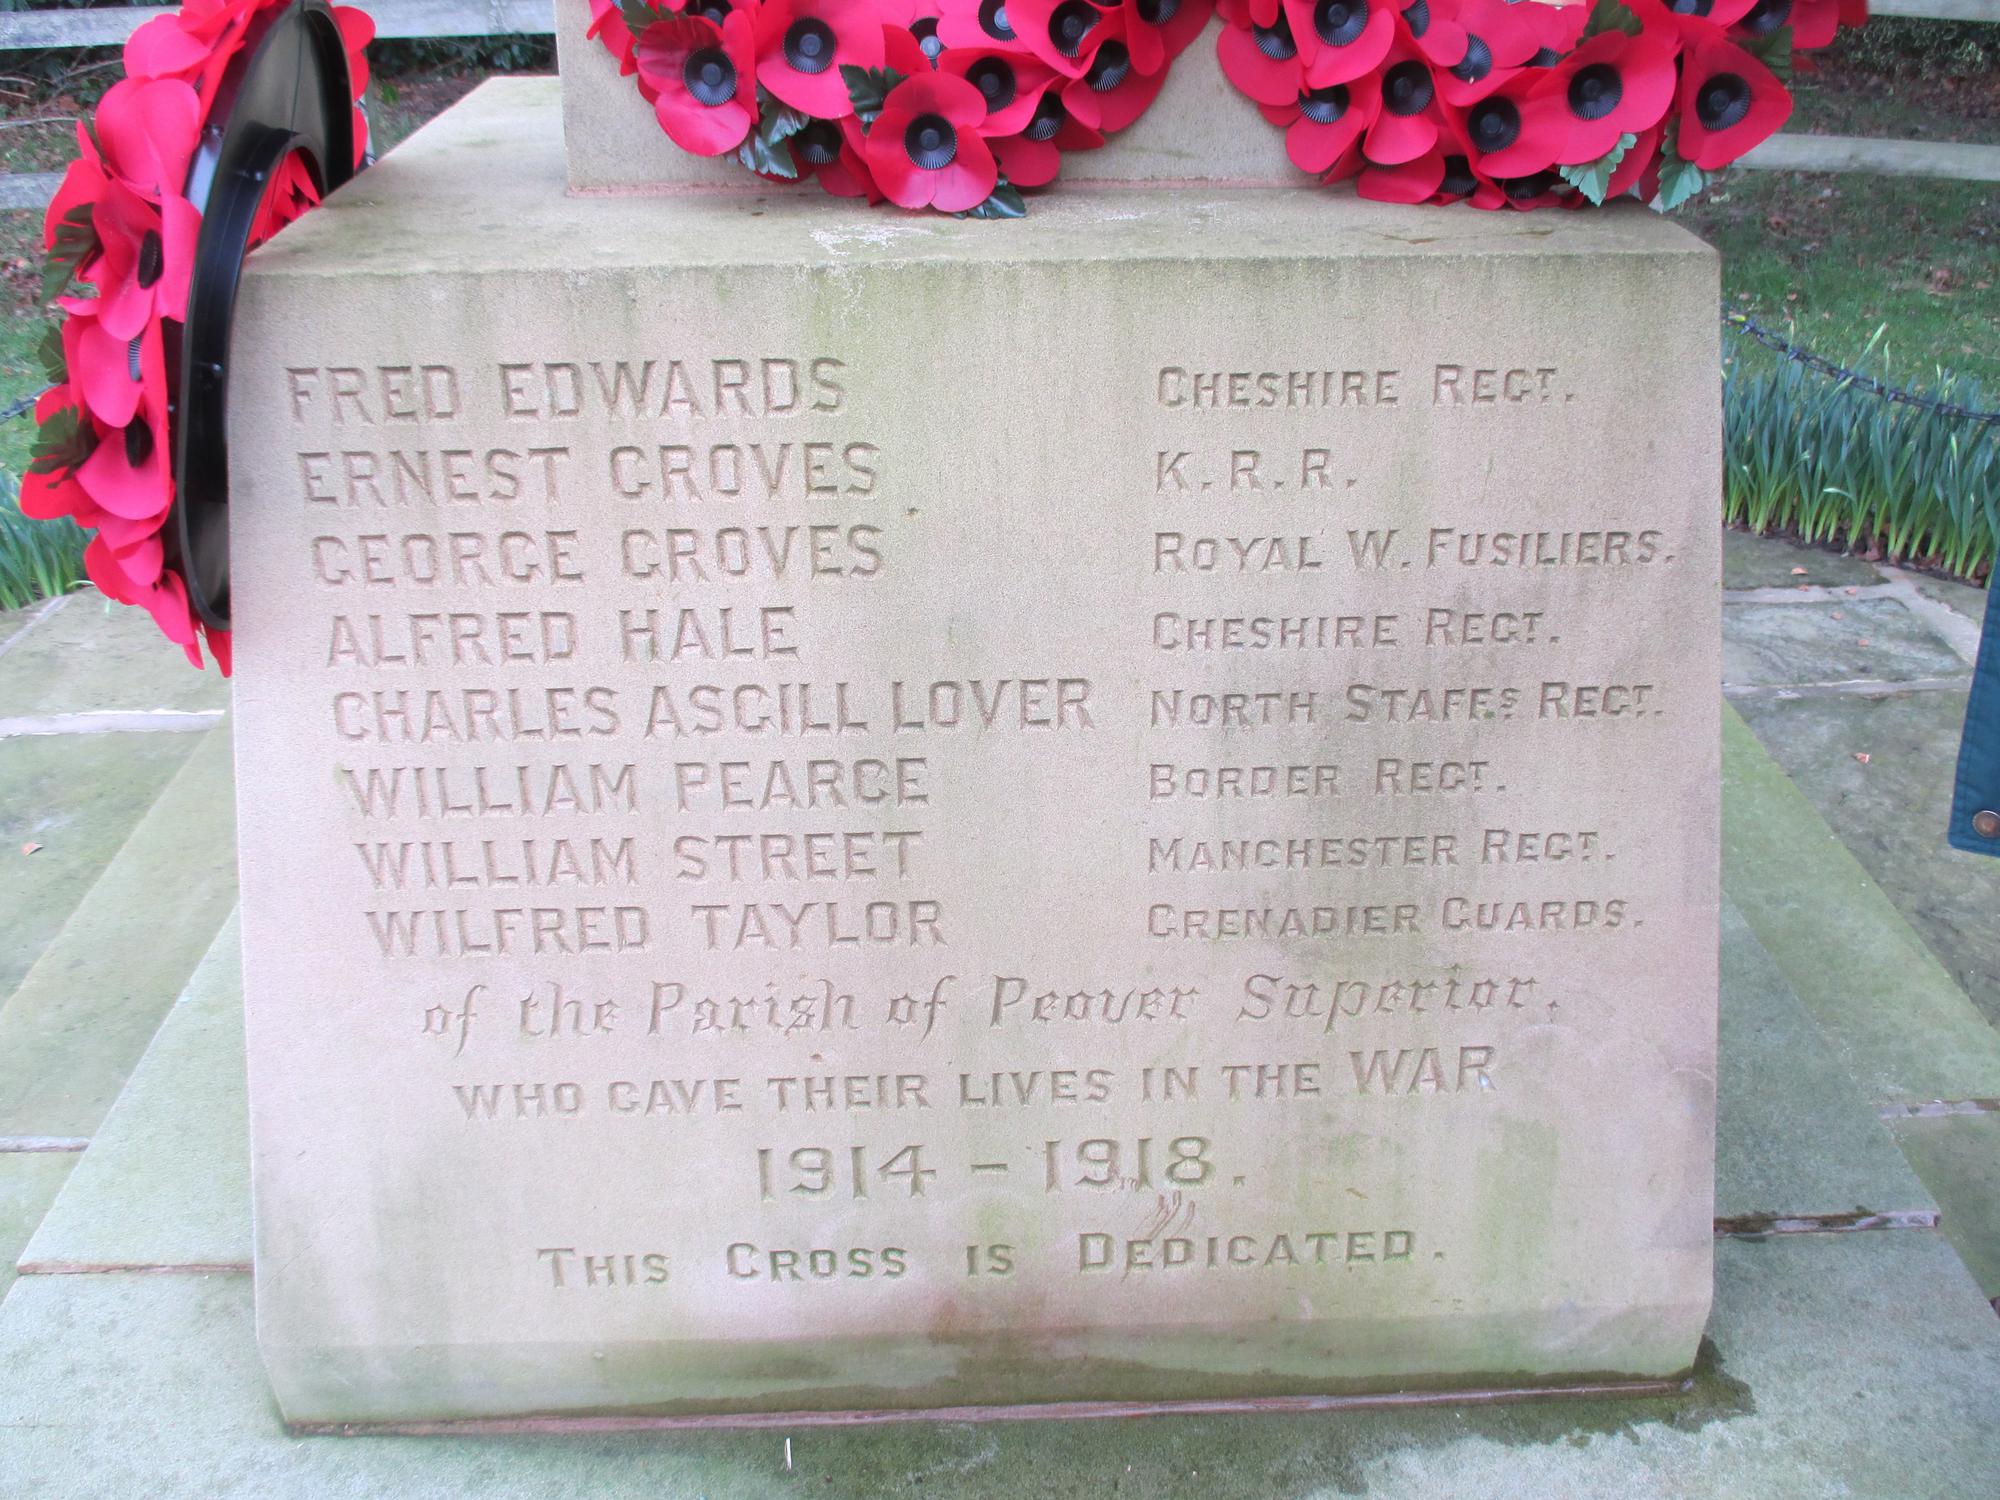 FRED EDWARDS CHESHIRE REGT.
ERNEST GROVES K.R.R.
GEORGE GROVES ROYAL W. FUSILIERS.
ALFRED HALE CHESHIRE REGT.
CHARLES ASGILL LOVER NORTH STAFFS REGT.
WILLIAM PEARCE BORDER REGT.
WILLIAM STREET MANCHESTER REGT.
WILFRED TAYLOR GRENADIER GUARDS.
of the Parish of Peover Superior.
WHO GAVE THEIR LIVES IN THE WAR
1914 - 1918.
THIS CROSS IS DEDICATED.